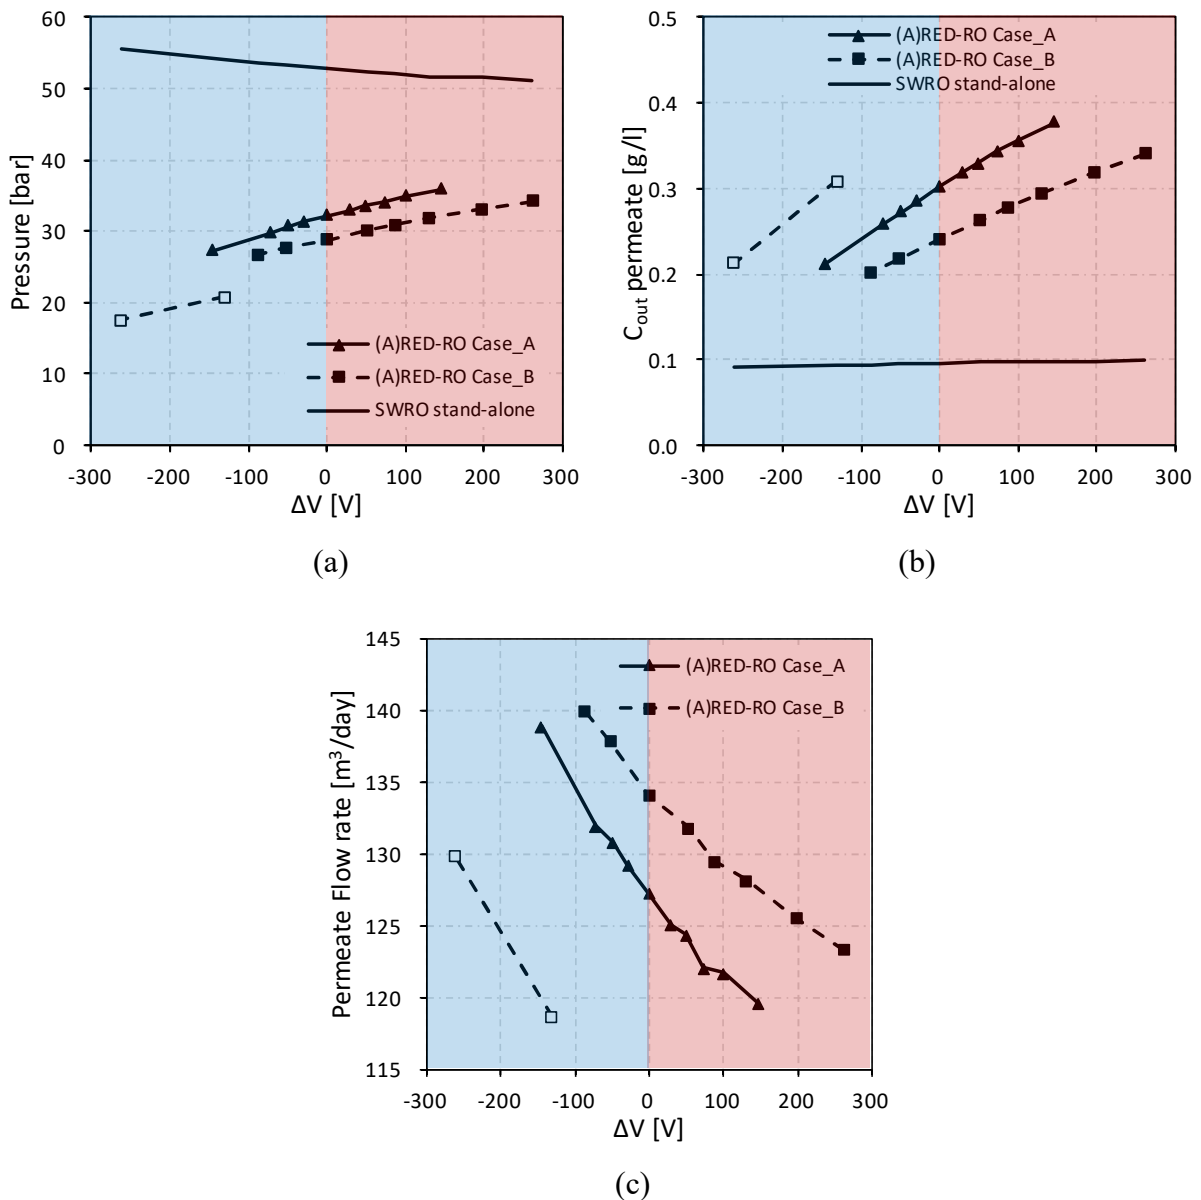 60
50
40
30
20
10
0
-300 -200 -100 0 100 200 300
Pressure [bar]
ΔV [V]
(A)RED-RO Case_A
(A)RED-RO Case_B
SWRO stand-alone
(a)
0.5
0.4
0.3
0.2
0.1
0.0
-300 -200 -100 0 100 200 300
Cout permeate [g/l]
ΔV [V]
(A)RED-RO Case_A
(A)RED-RO Case_B
SWRO stand-alone
(b)
145
140
135
130
125
120
115
-300 -200 -100 0 100 200 300
Permeate Flow rate [m³/day]
ΔV [V]
(A)RED-RO Case_A
(A)RED-RO Case_B
(c)